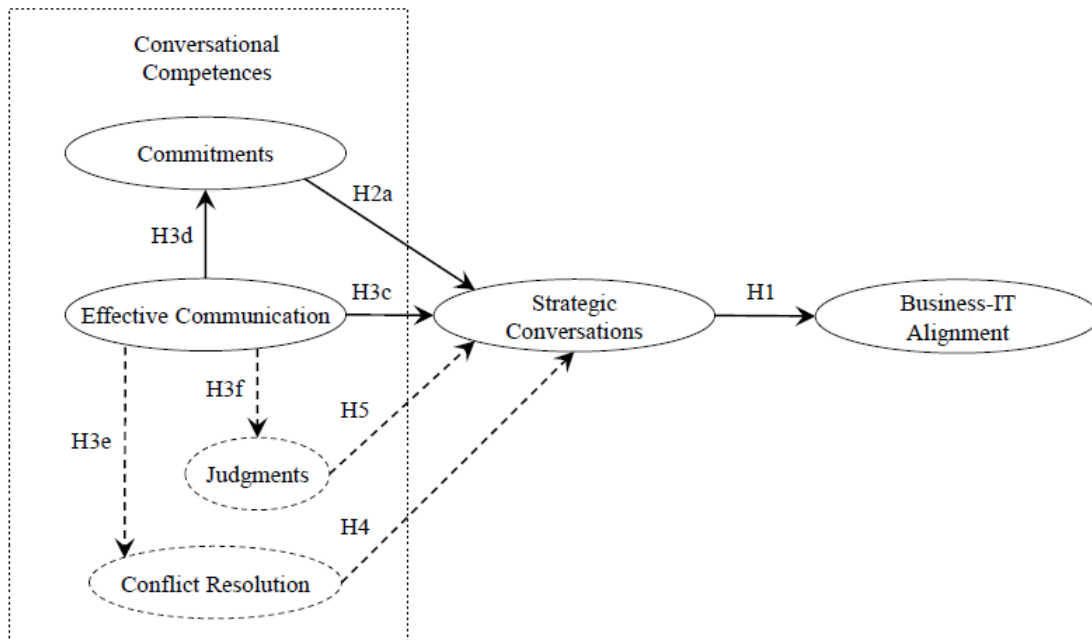 Conversational
Competences
Commitments
H2a
H3d
Effective Communication
H3c
Strategic
Conversations
H1
Business-IT
Alignment
H3f
H5
H3e
Judgments
H4
Conflict Resolution